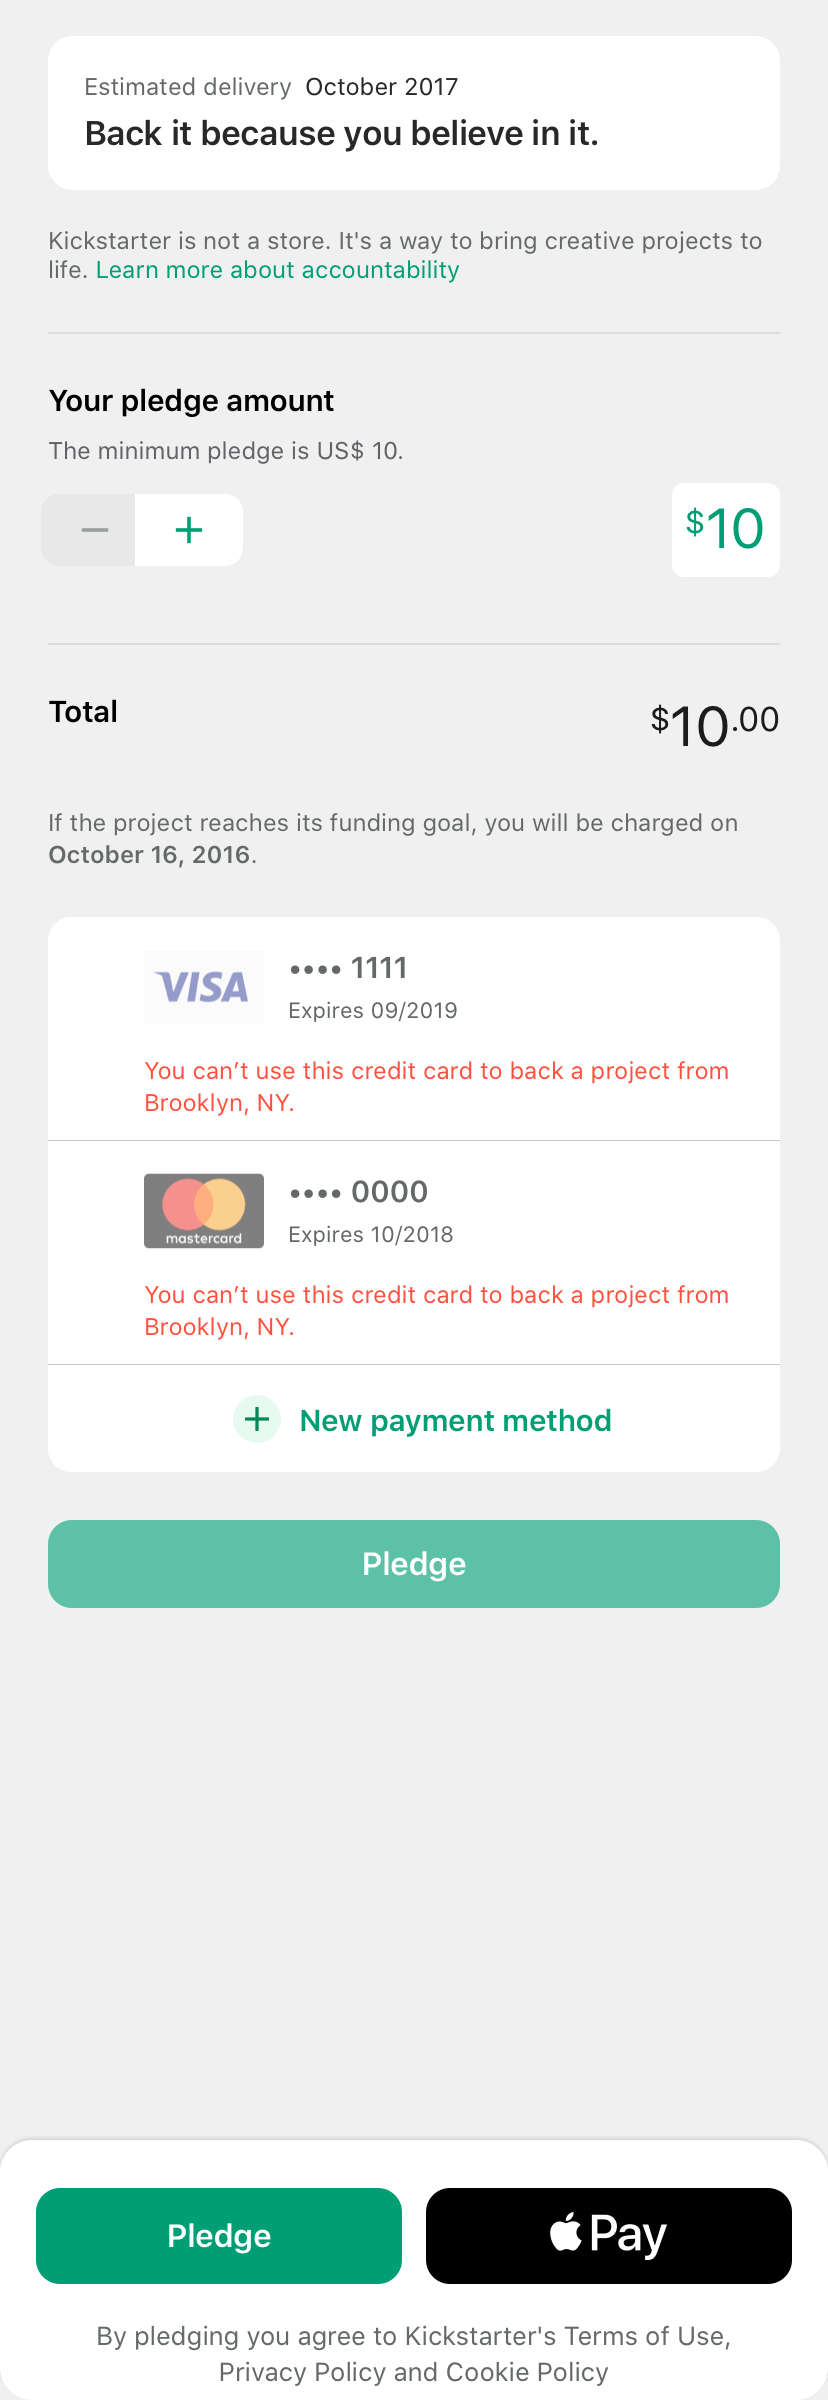 Estimated delivery October 2017
Back it because you believe in it.
Kickstarter is not a store. It's a way to bring creative projects to
life. Learn more about accountability
Your pledge amount
The minimum pledge is US$ 10.
− +
$10
Total
$10.00
If the project reaches its funding goal, you will be charged on
October 16, 2016.
VISA
•••• 1111
Expires 09/2019
You can’t use this credit card to back a project from
Brooklyn, NY.
mastercard
•••• 0000
Expires 10/2018
You can’t use this credit card to back a project from
Brooklyn, NY.
+ New payment method
Pledge
Pledge
Pay
By pledging you agree to Kickstarter's Terms of Use,
Privacy Policy and Cookie Policy